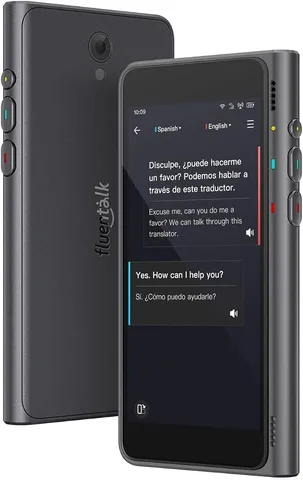 fluentalk
10:09
Spanish
English
Disculpe, ¿puede hacerme
un favor? Podemos hablar a
través de este traductor.
Excuse me, can you do me a
favor? We can talk through this
translator.
Yes. How can I help you?
Sí. ¿Cómo puedo ayudarle?